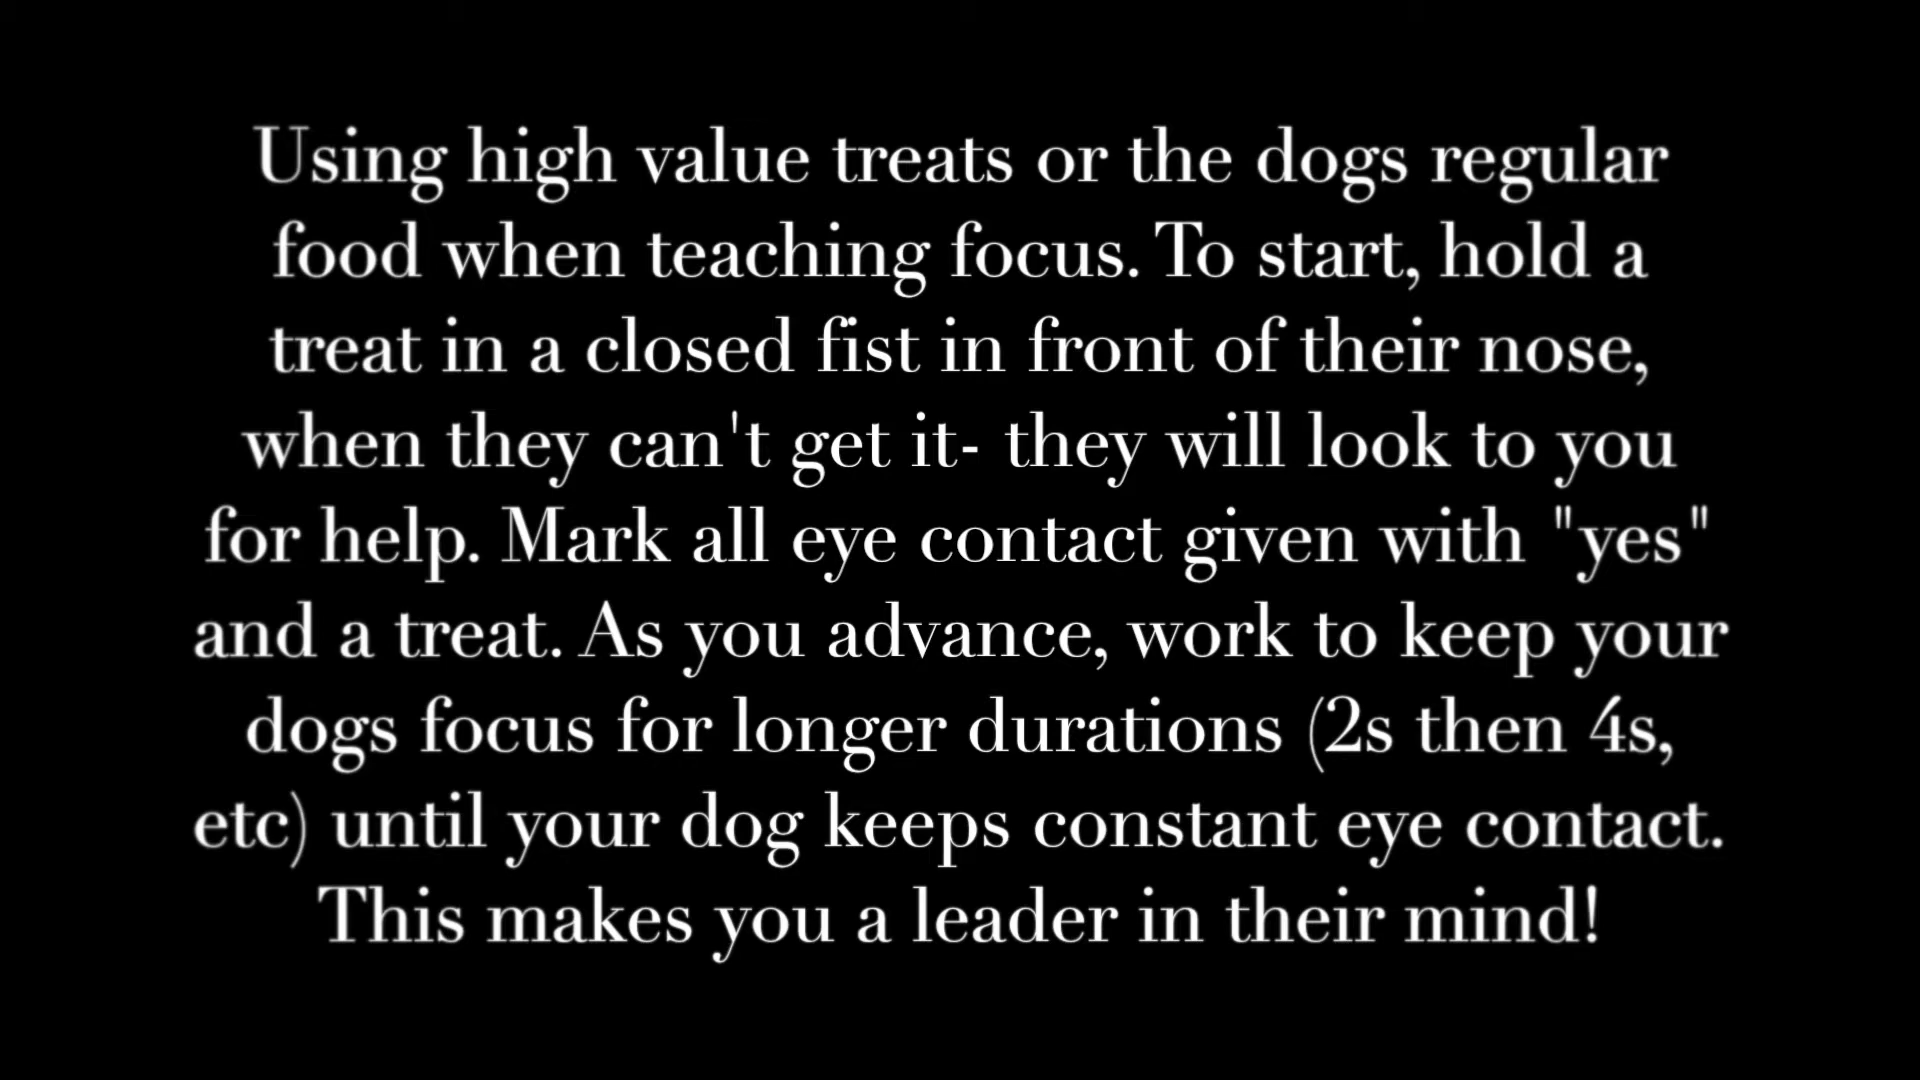 Using high value treats or the dogs regular
food when teaching focus. To start, hold a
treat in a closed fist in front of their nose,
when they can't get it- they will look to you
for help. Mark all eye contact given with "yes"
and a treat. As you advance, work to keep your
dogs focus for longer durations (2s then 4s,
etc) until your dog keeps constant eye contact.
This makes you a leader in their mind!